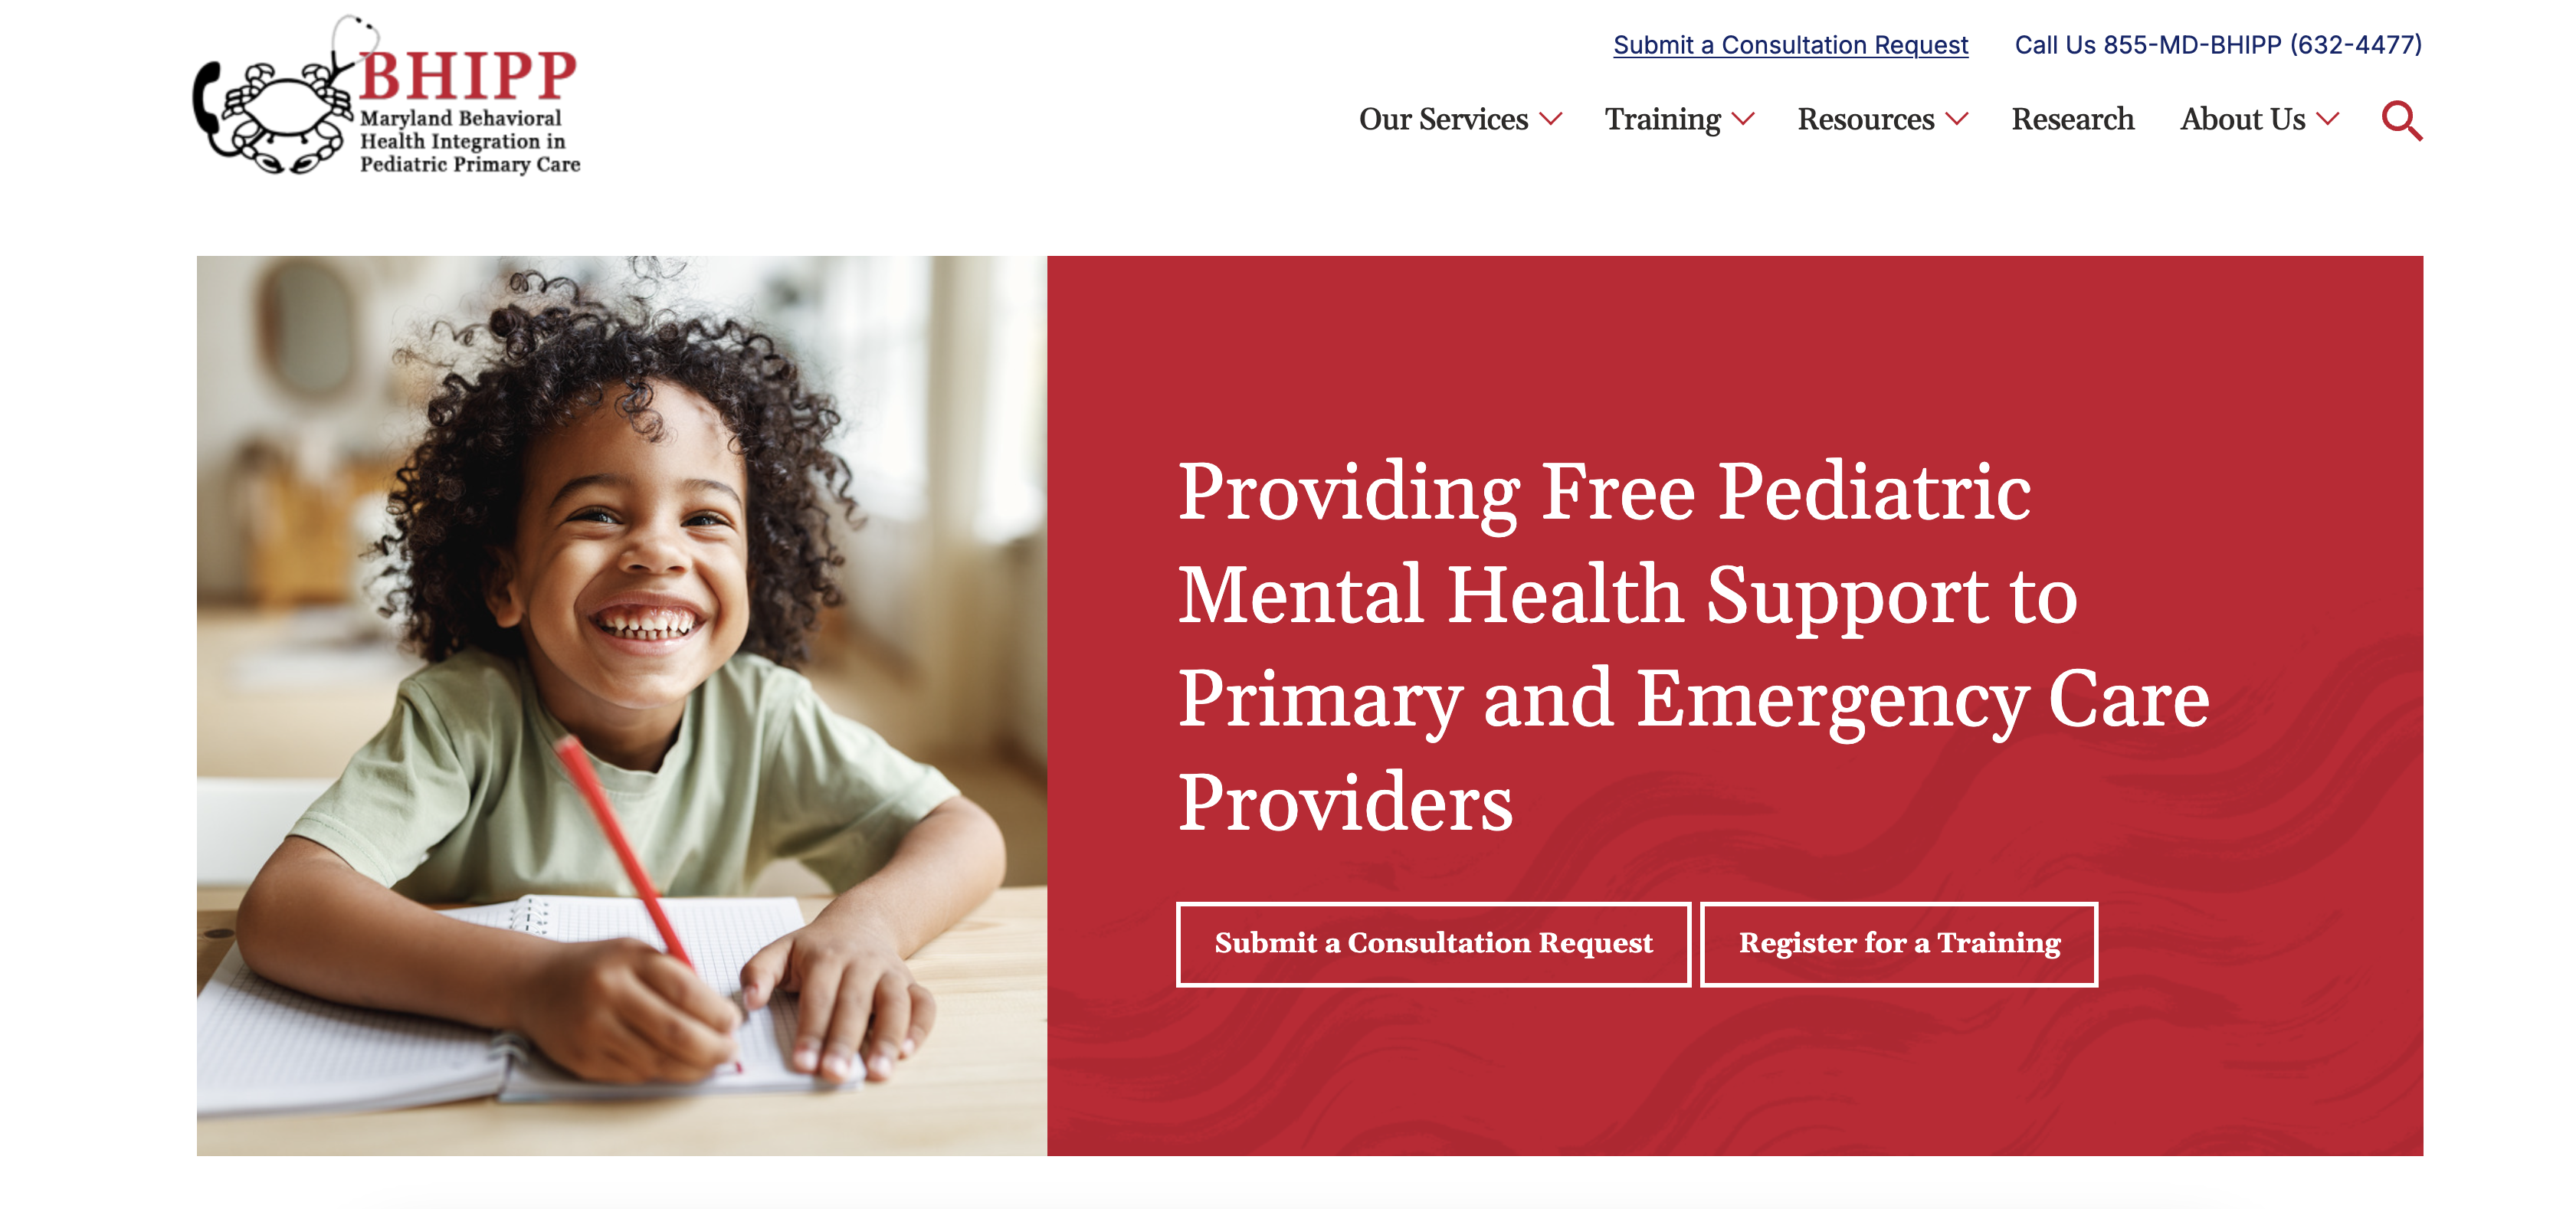 BHIPP
Maryland Behavioral
Health Integration in
Pediatric Primary Care
Submit a Consultation Request
Call Us 855-MD-BHIPP (632-4477)
Our Services
Training
Resources
Research
About Us
Providing Free Pediatric
Mental Health Support to
Primary and Emergency Care
Providers
Submit a Consultation Request
Register for a Training